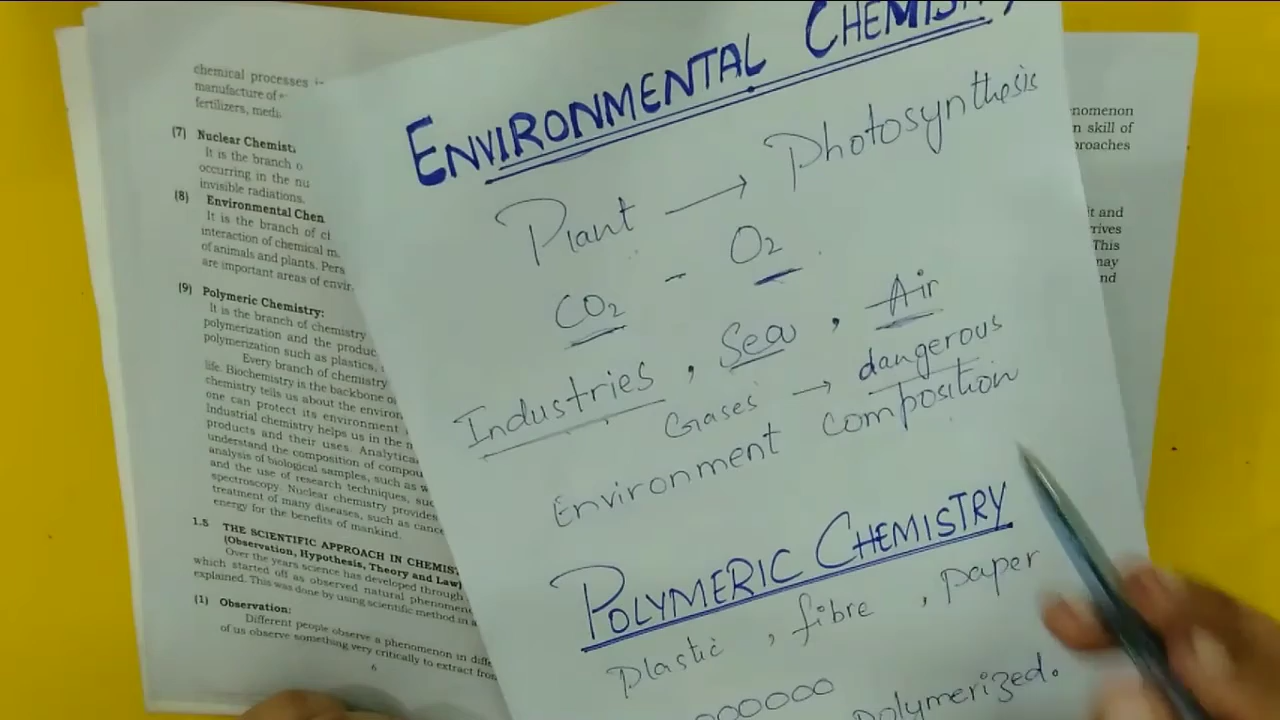 chemical processes
manufacture of
fertilizers,
(7) Nuclear
It is the branch
occurring in the nu
invisible radiations.
(8) Environmental Chen
It is the branch of
interaction of chemical m
of animals and plants. Pers
are important areas of envir
(9) Polymeric Chemistry:
It is the branch of chemistry
polymerization and the produc
polymerization such as plastics,
Every branch of chemistry
life. Biochemistry is the backbone o
chemistry tells us about the environ
one can protect its environment
Industrial chemistry helps us in the
products and their uses. Analytica
understand the composition of compou
analysis of biological samples, such as
and the use of research techniques, suc
spectroscopy. Nuclear chemistry provides
treatment of many diseases, such as cance
energy for the benefits of mankind.
1.5 THE SCIENTIFIC APPROACH IN CHEMIS
(Observation, Hypothesis, Theory and Law)
Over the years science has developed through
which started off as observed natural phenomen
explained. This was done by using scientific method in
(1) Observation:
Different people observe a phenomenon in diffe
of us observe something very critically to extract from
6
ENVIRONMENTAL CHEMISTRY
Plant → Photosynthesis
CO2 - O2
Industries, Sea, Air
Gases → dangerous
Environment composition
POLYMERIC CHEMISTRY
Plastic, fibre, paper
OOOOOO Polymerized.
nomenon
n skill of
proaches
it and
rives
This
may
nd